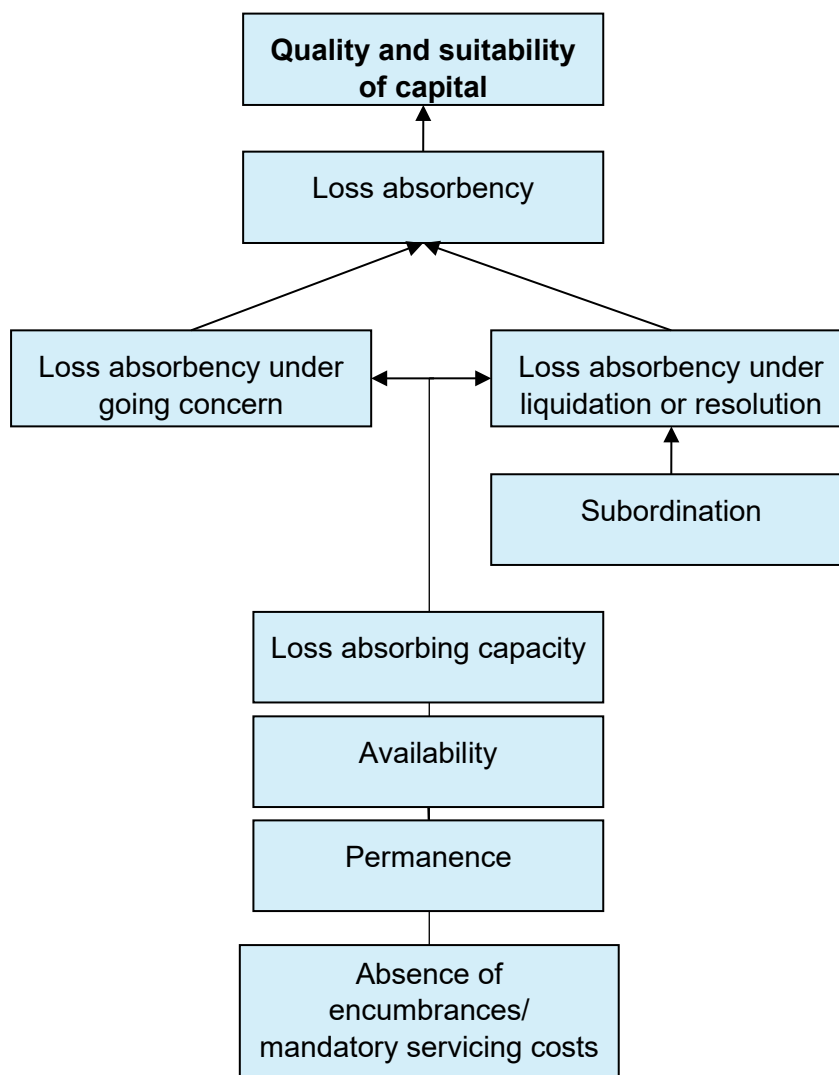 Quality and suitability
of capital
Loss absorbency
Loss absorbency under
going concern
Loss absorbency under
liquidation or resolution
Subordination
Loss absorbing capacity
Availability
Permanence
Absence of
encumbrances/
mandatory servicing costs